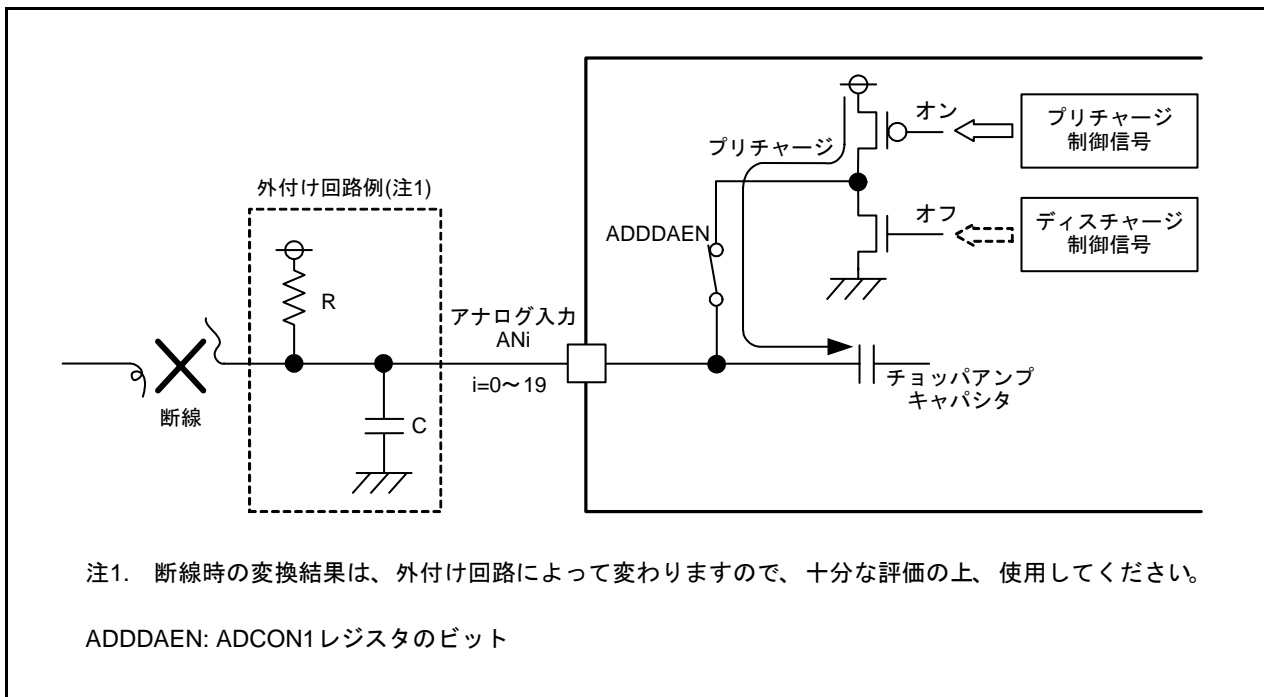 オン
プリチャージ
制御信号
プリチャージ
外付け回路例(注1)
オフ
ディスチャージ
制御信号
ADDDAEN
R
アナログ入力
ANi
i=0～19
チョッパアンプ
キャパシタ
断線
C
注1. 断線時の変換結果は、外付け回路によって変わりますので、十分な評価の上、使用してください。
ADDDAEN: ADCON1レジスタのビット